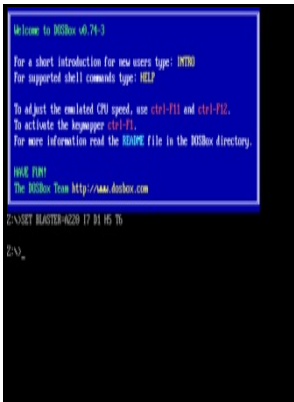 Welcome to DOSBox v0.74-3
For a short introduction for new users type: INTRO
For supported shell commands type: HELP
To adjust the emulated CPU speed, use ctrl-F11 and ctrl-F12.
To activate the keymapper ctrl-F1.
For more information read the README file in the DOSBox directory.
HAVE FUN!
The DOSBox Team http://www.dosbox.com
Z:\>SET BLASTER=A220 I7 D1 H5 T6
Z:\>_